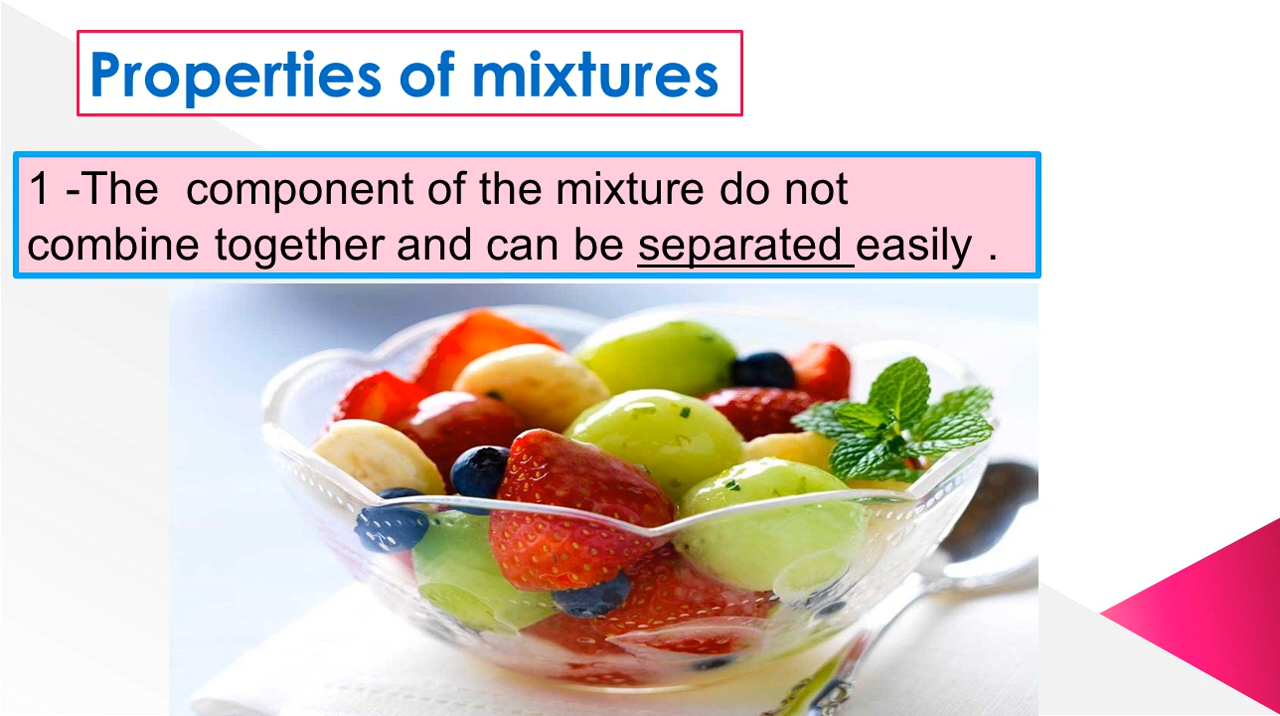 Properties of mixtures
1 -The  component of the mixture do not
combine together and can be separated easily .